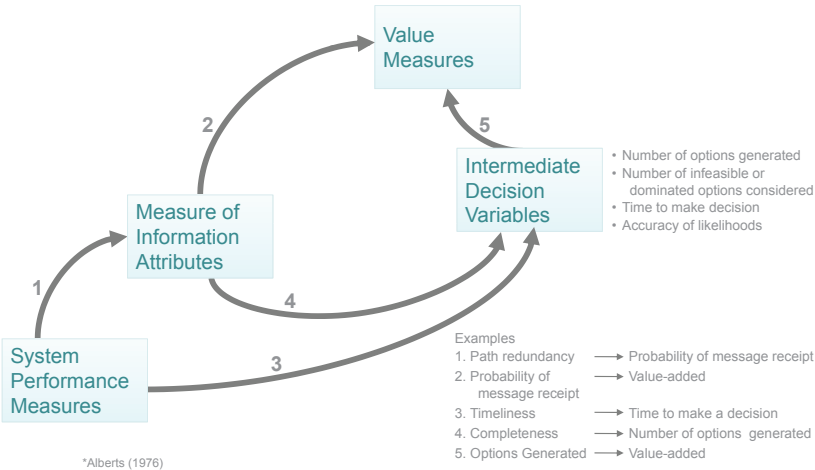 Value
Measures
2
5
Intermediate
Decision
Variables
• Number of options generated
• Number of infeasible or
dominated options considered
• Time to make decision
• Accuracy of likelihoods
Measure of
Information
Attributes
1
4
System
Performance
Measures
3
Examples
1. Path redundancy → Probability of message receipt
2. Probability of → Value-added
message receipt
3. Timeliness → Time to make a decision
4. Completeness → Number of options generated
5. Options Generated → Value-added
*Alberts (1976)